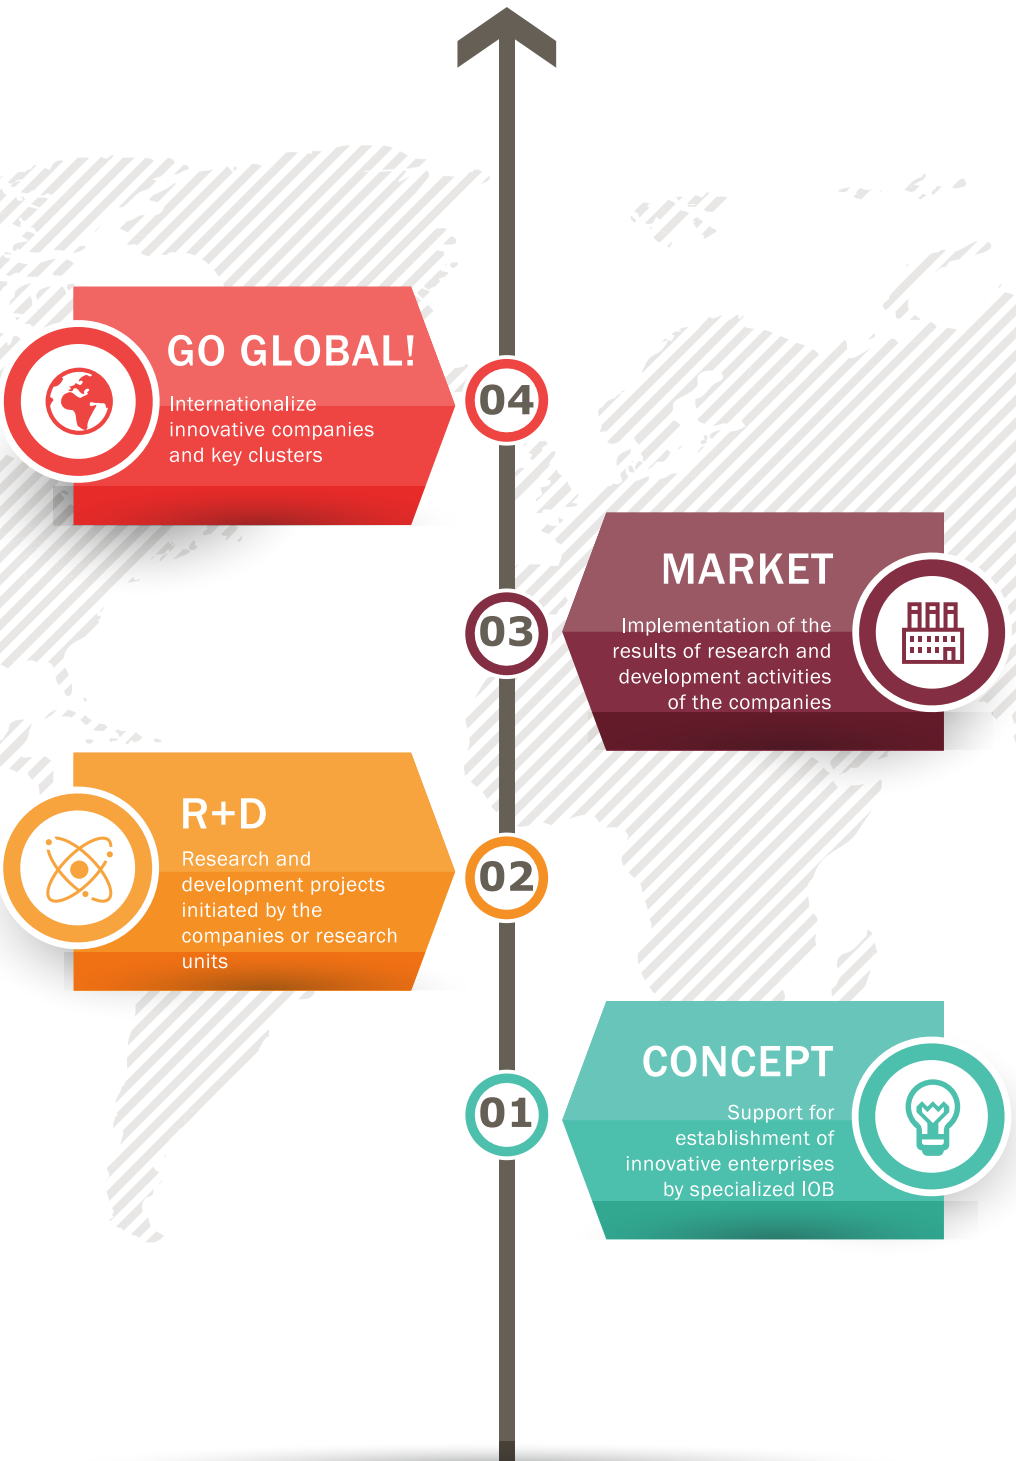 GO GLOBAL!
Internationalize
innovative companies
and key clusters
04
MARKET
Implementation of the
results of research and
development activities
of the companies
03
R+D
Research and
development projects
initiated by the
companies or research
units
02
CONCEPT
Support for
establishment of
innovative enterprises
by specialized IOB
01